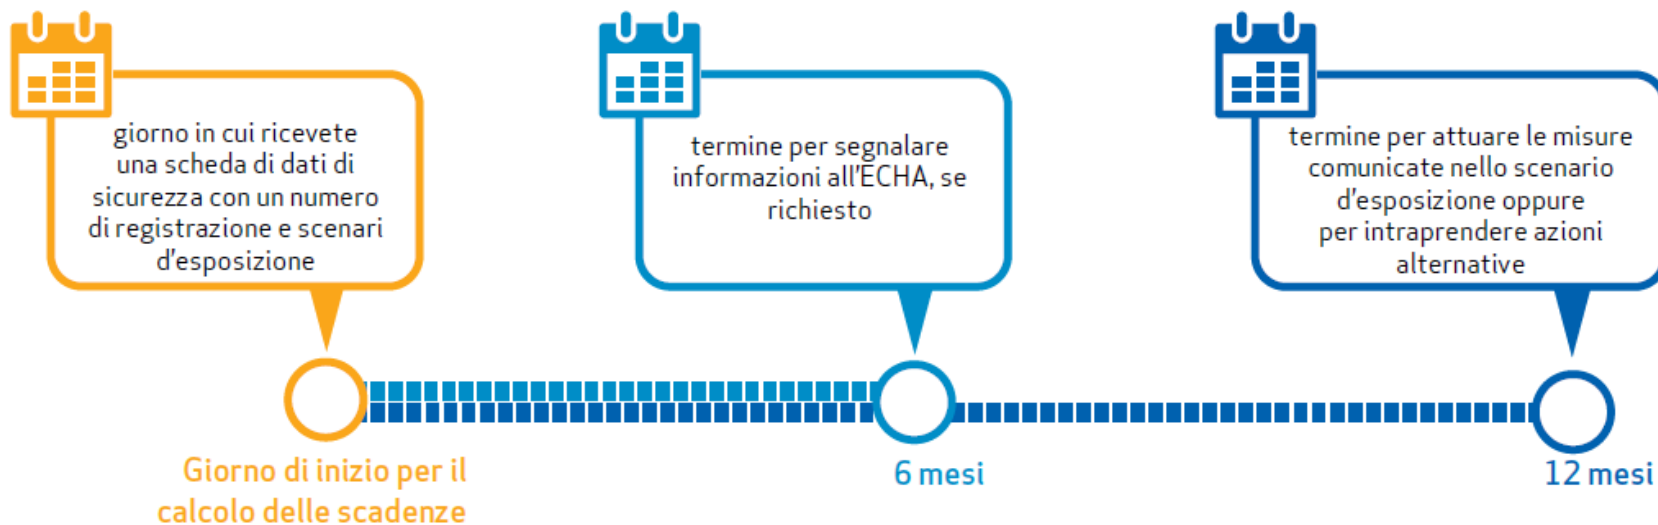 giorno in cui ricevete
una scheda di dati di
sicurezza con un numero
di registrazione e scenari
d'esposizione
termine per segnalare
informazioni all'ECHA, se
richiesto
termine per attuare le misure
comunicate nello scenario
d'esposizione oppure
per intraprendere azioni
alternative
Giorno di inizio per il
calcolo delle scadenze
6 mesi
12 mesi